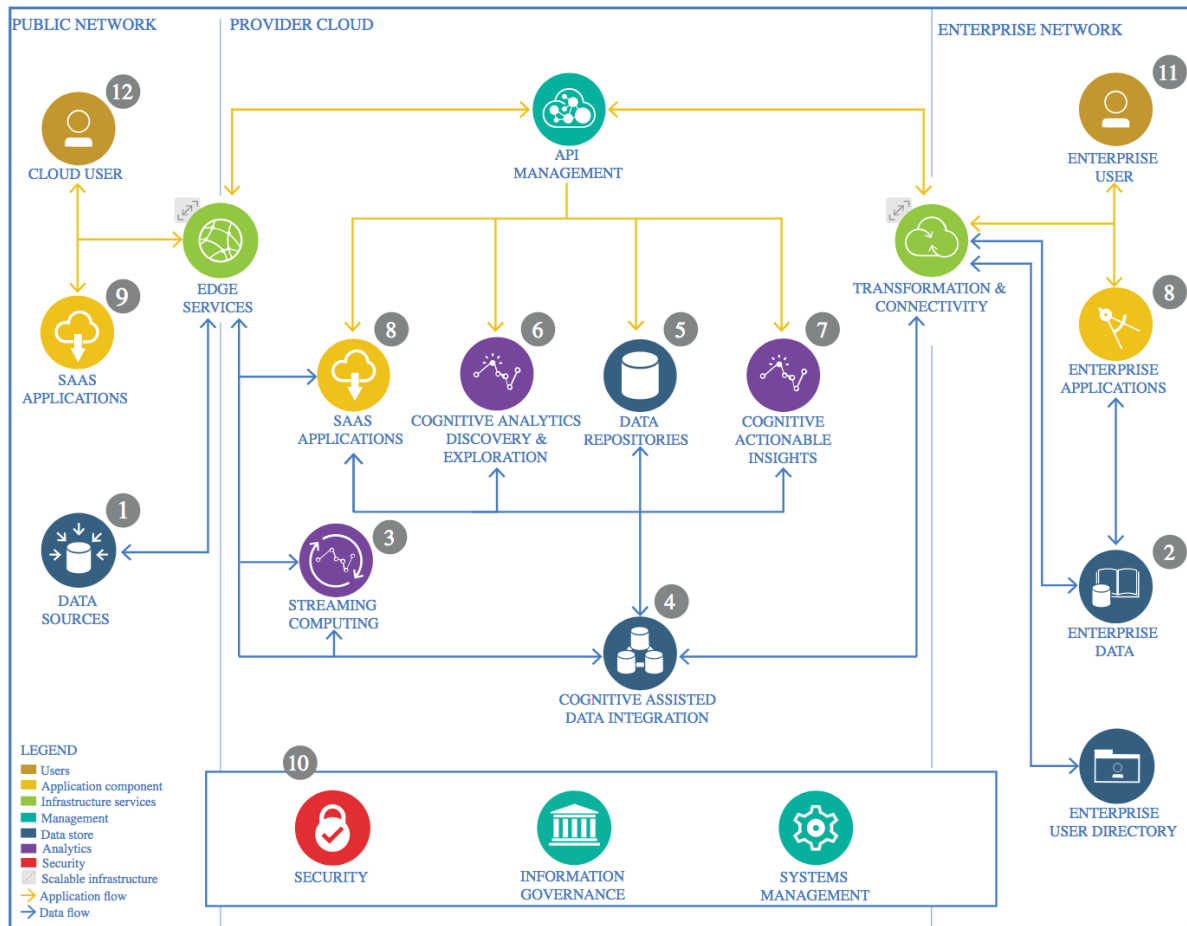 PUBLIC NETWORK
PROVIDER CLOUD
ENTERPRISE NETWORK
12
CLOUD USER
API
MANAGEMENT
11
ENTERPRISE
USER
EDGE
SERVICES
TRANSFORMATION &
CONNECTIVITY
9
SAAS
APPLICATIONS
8
SAAS
APPLICATIONS
6
COGNITIVE ANALYTICS
DISCOVERY &
EXPLORATION
5
DATA
REPOSITORIES
7
COGNITIVE
ACTIONABLE
INSIGHTS
8
ENTERPRISE
APPLICATIONS
1
DATA
SOURCES
3
STREAMING
COMPUTING
4
COGNITIVE ASSISTED
DATA INTEGRATION
2
ENTERPRISE
DATA
ENTERPRISE
USER DIRECTORY
LEGEND
Users
Application component
Infrastructure services
Management
Data store
Analytics
Security
Scalable infrastructure
Application flow
Data flow
10
SECURITY
INFORMATION
GOVERNANCE
SYSTEMS
MANAGEMENT